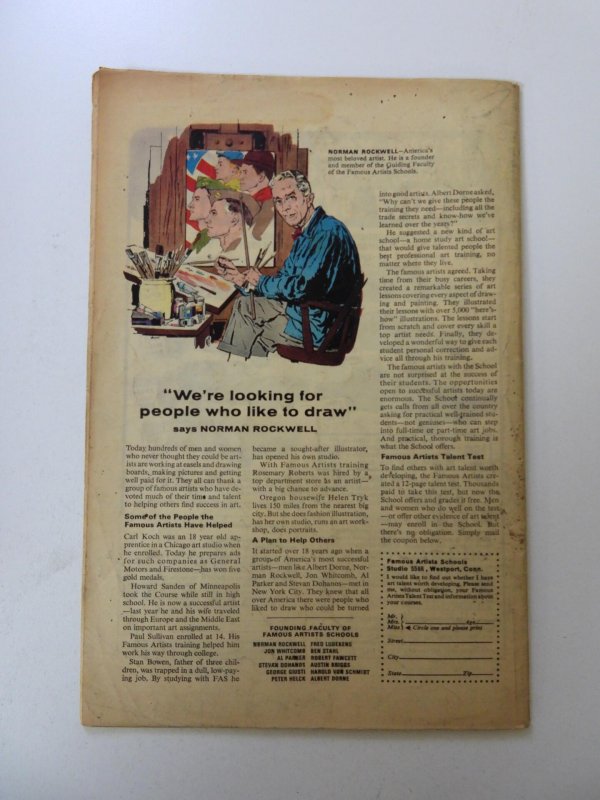 NORMAN ROCKWELL—America's
most beloved artist. He is a founder
and member of the Guiding Faculty
of the Famous Artists Schools.
"We're looking for
people who like to draw"
says NORMAN ROCKWELL
Today hundreds of men and women
who never thought they could be art-
ists are working at easels and drawing
boards, making pictures and getting
well paid for it. They all can thank a
group of famous artists who have de-
voted much of their time and talent
to helping others find success in art.
Some of the People the
Famous Artists Have Helped
Carl Koch was an 18 year old ap-
prentice in a Chicago art studio when
he enrolled. Today he prepares ads
for such companies as General
Motors and Firestone—has won five
gold medals.
Howard Sanden of Minneapolis
took the Course while still in high
school. He is now a successful artist
—last year he and his wife traveled
through Europe and the Middle East
on important art assignments.
Paul Sullivan enrolled at 14. His
Famous Artists training helped him
work his way through college.
Stan Bowen, father of three chil-
dren, was trapped in a dull, low-pay-
ing job. By studying with FAS he
became a sought-after illustrator,
has opened his own studio.
With Famous Artists training
Rosemary Roberts was hired by a
top department store as an artist—
with a big chance to advance.
Oregon housewife Helen Tryk
lives 150 miles from the nearest big
city. But she does fashion illustration,
has her own studio, runs an art work-
shop, does portraits.
A Plan to Help Others
It started over 18 years ago when a
group of America's most successful
artists—men like Albert Dorne, Nor-
man Rockwell, Jon Whitcomb, Al
Parker and Stevan Dohanos—met in
New York City. They knew that all
over America there were people who
liked to draw who could be turned
FOUNDING FACULTY OF
FAMOUS ARTISTS SCHOOLS
NORMAN ROCKWELL FRED LUDEKENS
JON WHITCOMB BEN STAHL
AL PARKER ROBERT FAWCETT
STEVAN DOHANOS AUSTIN BRIGGS
GEORGE GIUSTI HAROLD VON SCHMIDT
PETER HELCK ALBERT DORNE
into good artists. Albert Dorne asked,
"Why can't we give these people the
training they need—including all the
trade secrets and know-how we've
learned over the years?"
He suggested a new kind of art
school—a home study art school—
that would give talented people the
best professional art training, no
matter where they live.
The famous artists agreed. Taking
time from their busy careers, they
created a remarkable series of art
lessons covering every aspect of draw-
ing and painting. They illustrated
their lessons with over 5,000 "here's-
how" illustrations. The lessons start
from scratch and cover every skill a
top artist needs. Finally, they de-
veloped a wonderful way to give each
student personal correction and ad-
vice all through his training.
The famous artists with the School
are not surprised at the success of
their students. The opportunities
open to successful artists today are
enormous. The School continually
gets calls from all over the country
asking for practical well-trained stu-
dents—not geniuses—who can step
into full-time or part-time art jobs.
And practical, thorough training is
what the School offers.
Famous Artists Talent Test
To find others with art talent worth
developing, the Famous Artists cre-
ated a 12-page talent test. Thousands
paid to take this test, but now the
School offers and grades it free. Men
and women who do well on the test
—or offer other evidence of art talent
—may enroll in the School. But
there's no obligation. Simply mail
the coupon below.
Famous Artists Schools
Studio 5586, Westport, Conn.
I would like to find out whether I have
art talent worth developing. Please send
me, without obligation, your Famous
Artists Talent Test and information about
your courses.
Mr.
Mrs. Age
Miss Circle one and please print
Street
City
State Zip